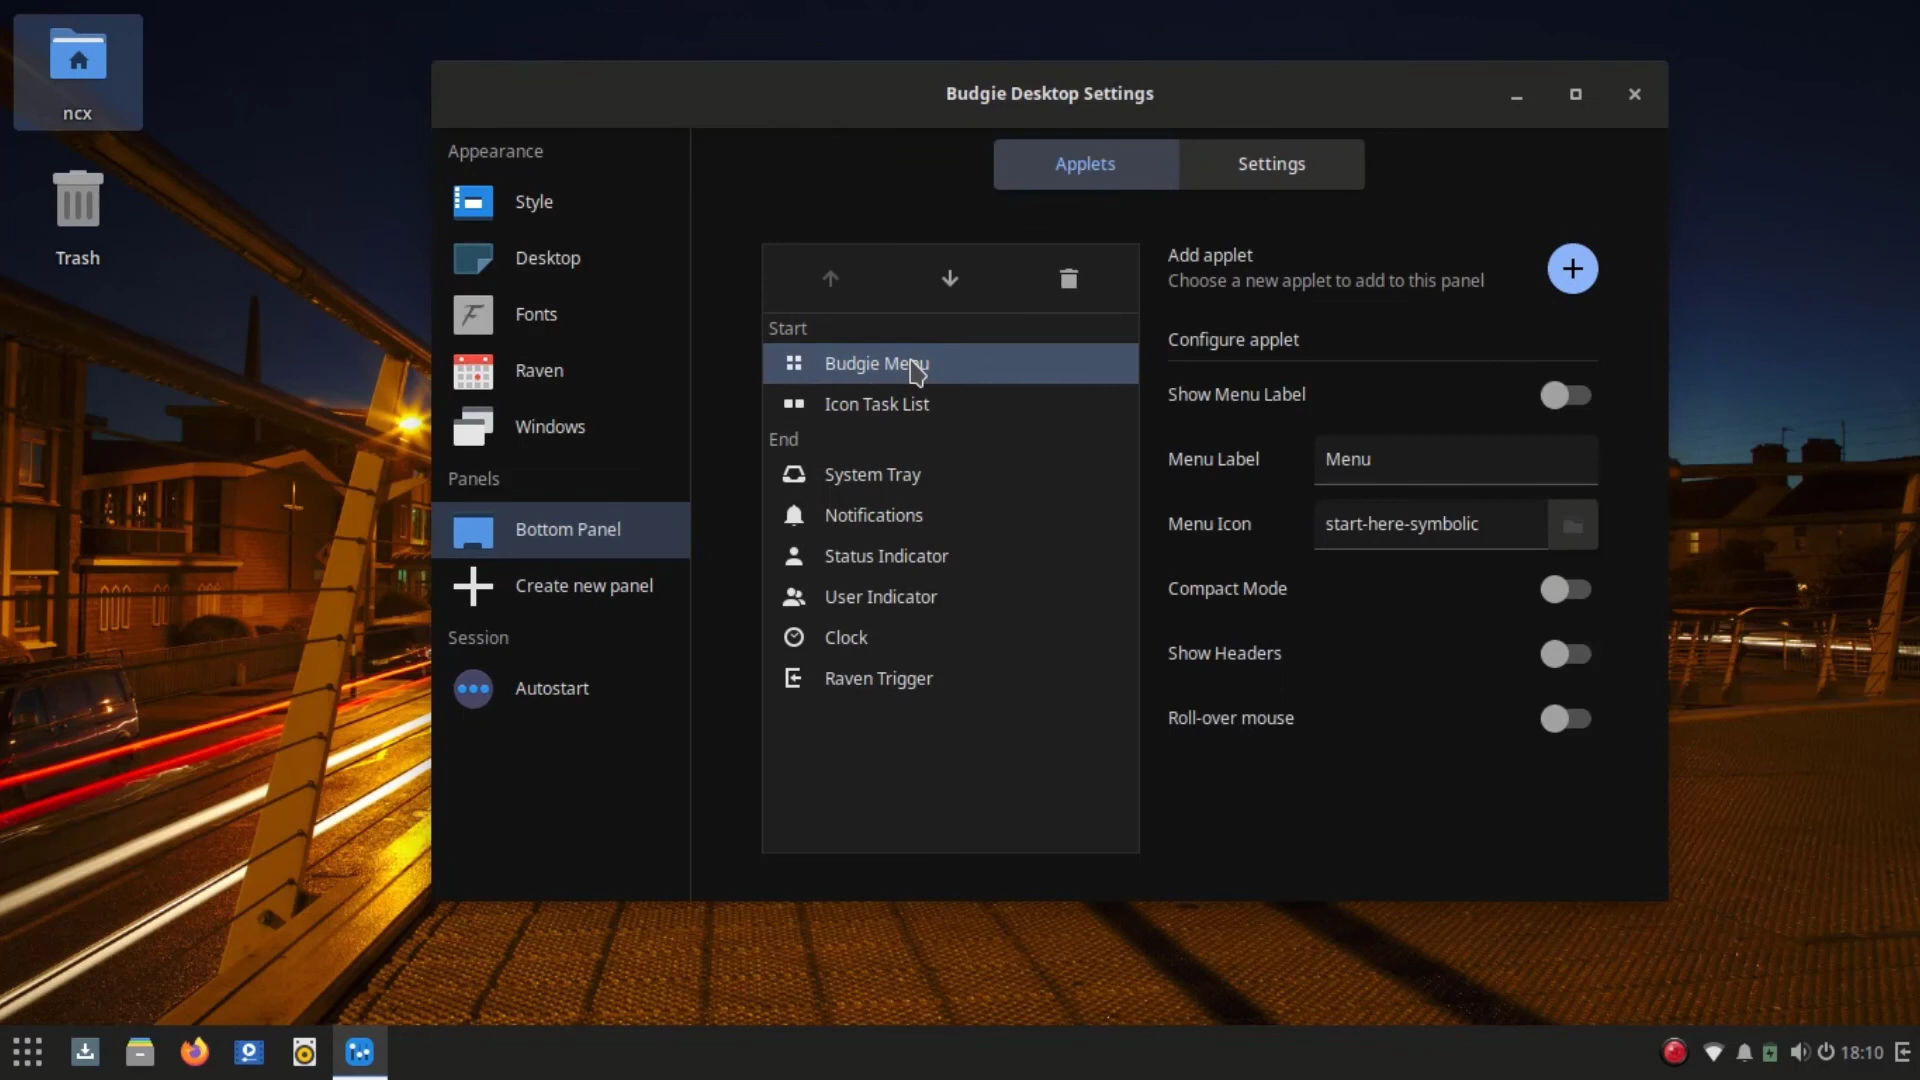 ncx
Trash
Budgie Desktop Settings
Appearance
Style
Desktop
Fonts
Raven
Windows
Panels
Bottom Panel
Create new panel
Session
Autostart
Applets
Settings
Start
Budgie Menu
Icon Task List
End
System Tray
Notifications
Status Indicator
User Indicator
Clock
Raven Trigger
Add applet
Choose a new applet to add to this panel
Configure applet
Show Menu Label
Menu Label
Menu
Menu Icon
start-here-symbolic
Compact Mode
Show Headers
Roll-over mouse
18:10